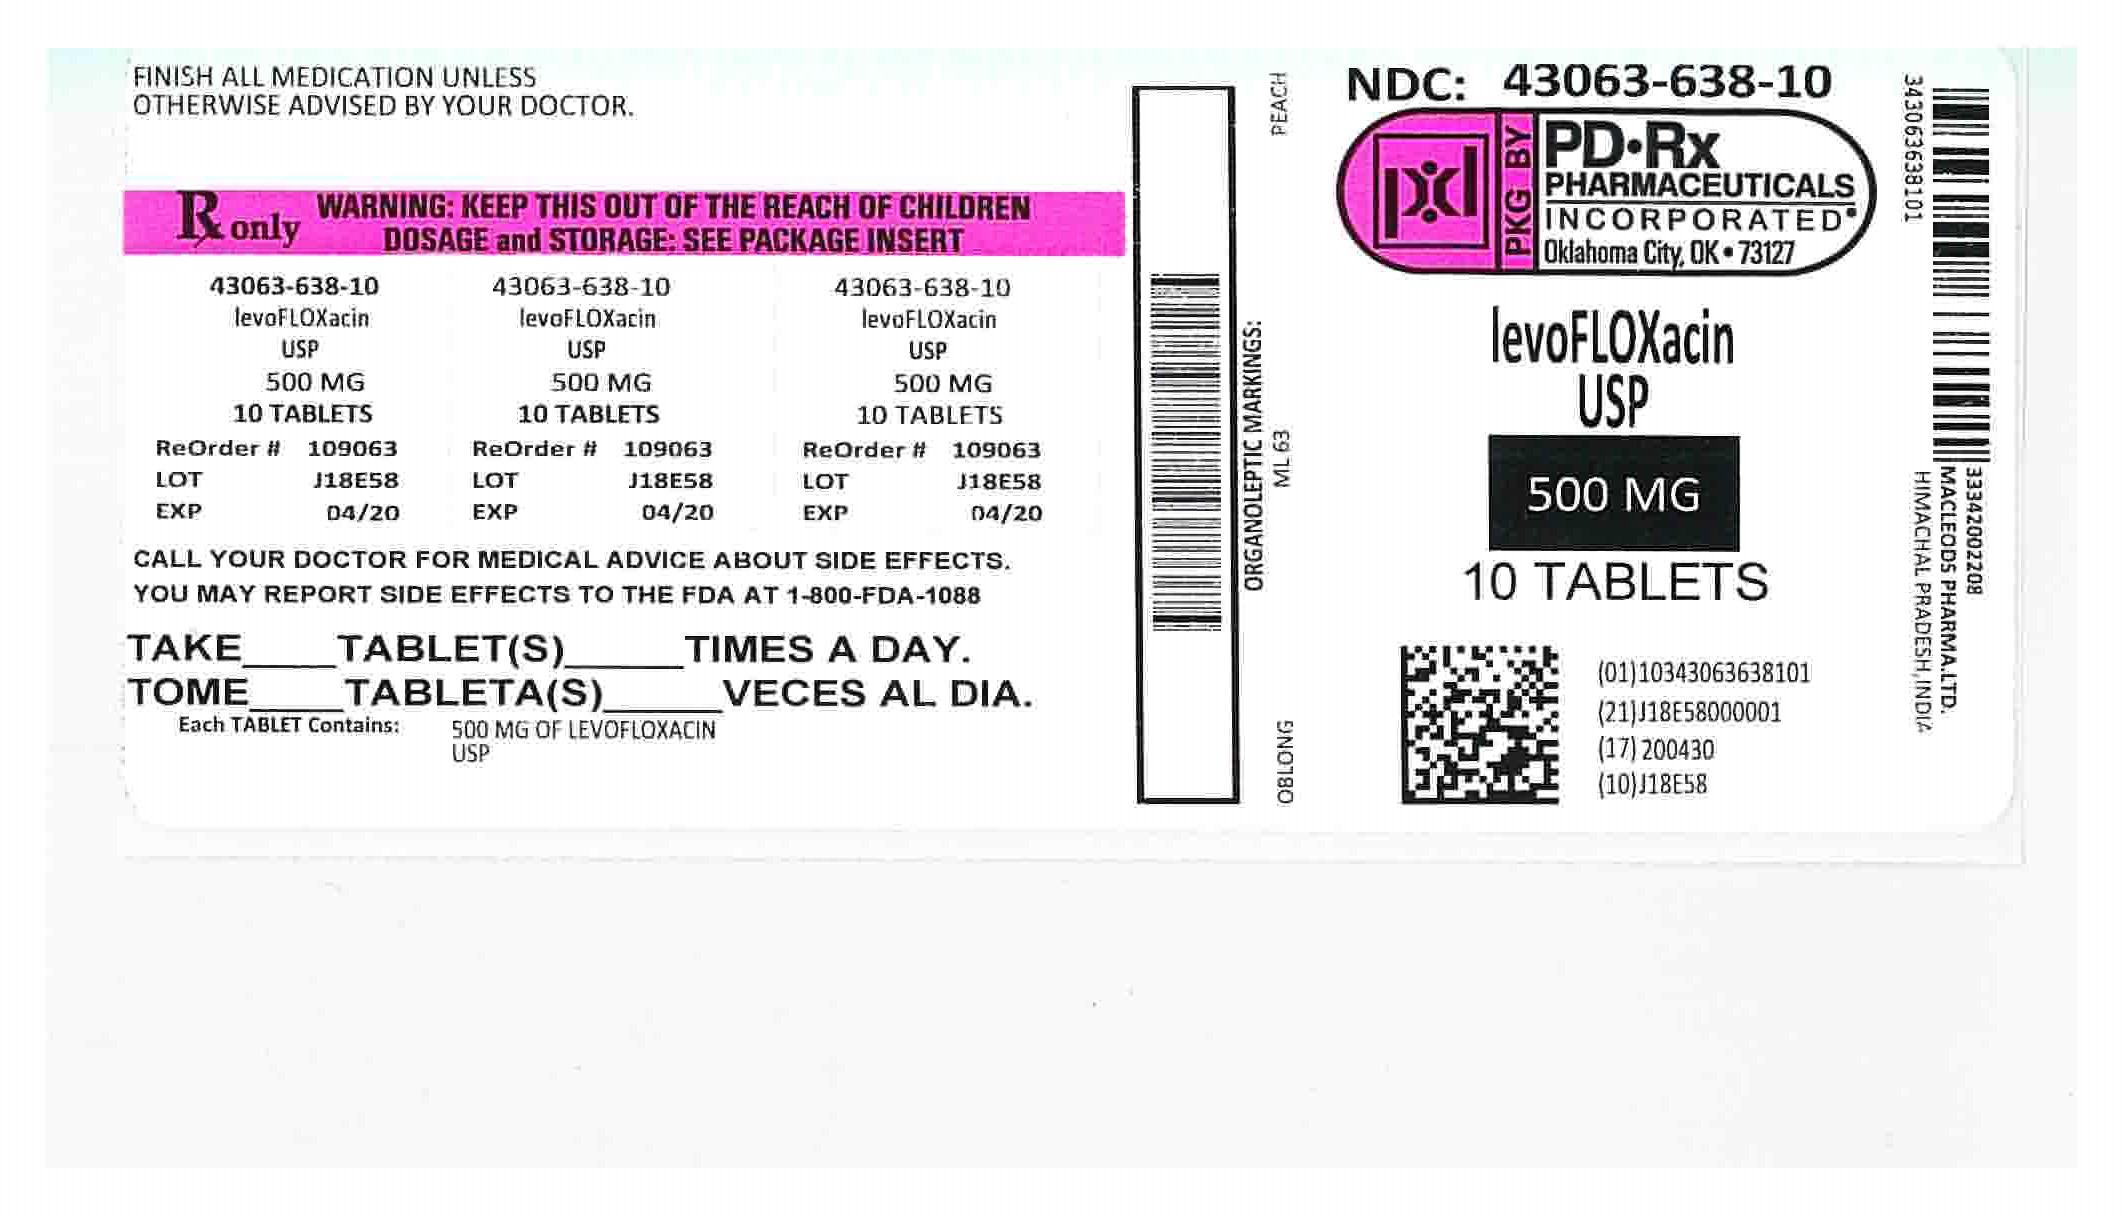 FINISH ALL MEDICATION UNLESS
OTHERWISE ADVISED BY YOUR DOCTOR.
Rx only
WARNING: KEEP THIS OUT OF THE REACH OF CHILDREN
DOSAGE and STORAGE: SEE PACKAGE INSERT
43063-638-10 43063-638-10 43063-638-10
levoFLOXacin levoFLOXacin levoFLOXacin
USP USP USP
500 MG 500 MG 500 MG
10 TABLETS 10 TABLETS 10 TABLETS
ReOrder # 109063 ReOrder # 109063 ReOrder # 109063
LOT J18E58 LOT J18E58 LOT J18E58
EXP 04/20 EXP 04/20 EXP 04/20
CALL YOUR DOCTOR FOR MEDICAL ADVICE ABOUT SIDE EFFECTS.
YOU MAY REPORT SIDE EFFECTS TO THE FDA AT 1-800-FDA-1088
TAKE____TABLET(S)_____TIMES A DAY.
TOME____TABLETA(S)_____VECES AL DIA.
Each TABLET Contains: 500 MG OF LEVOFLOXACIN
USP
ORGANOLEPTIC MARKINGS:
OBLONG ML 63 PEACH
NDC: 43063-638-10
PKG BY
PD•Rx
PHARMACEUTICALS
INCORPORATED®
Oklahoma City, OK • 73127
levoFLOXacin
USP
500 MG
10 TABLETS
(01)10343063638101
(21)J18E58000001
(17) 200430
(10)J18E58
343063638101
33342002208
MACLEODS PHARMA.LTD.
HIMACHAL PRADESH,INDIA